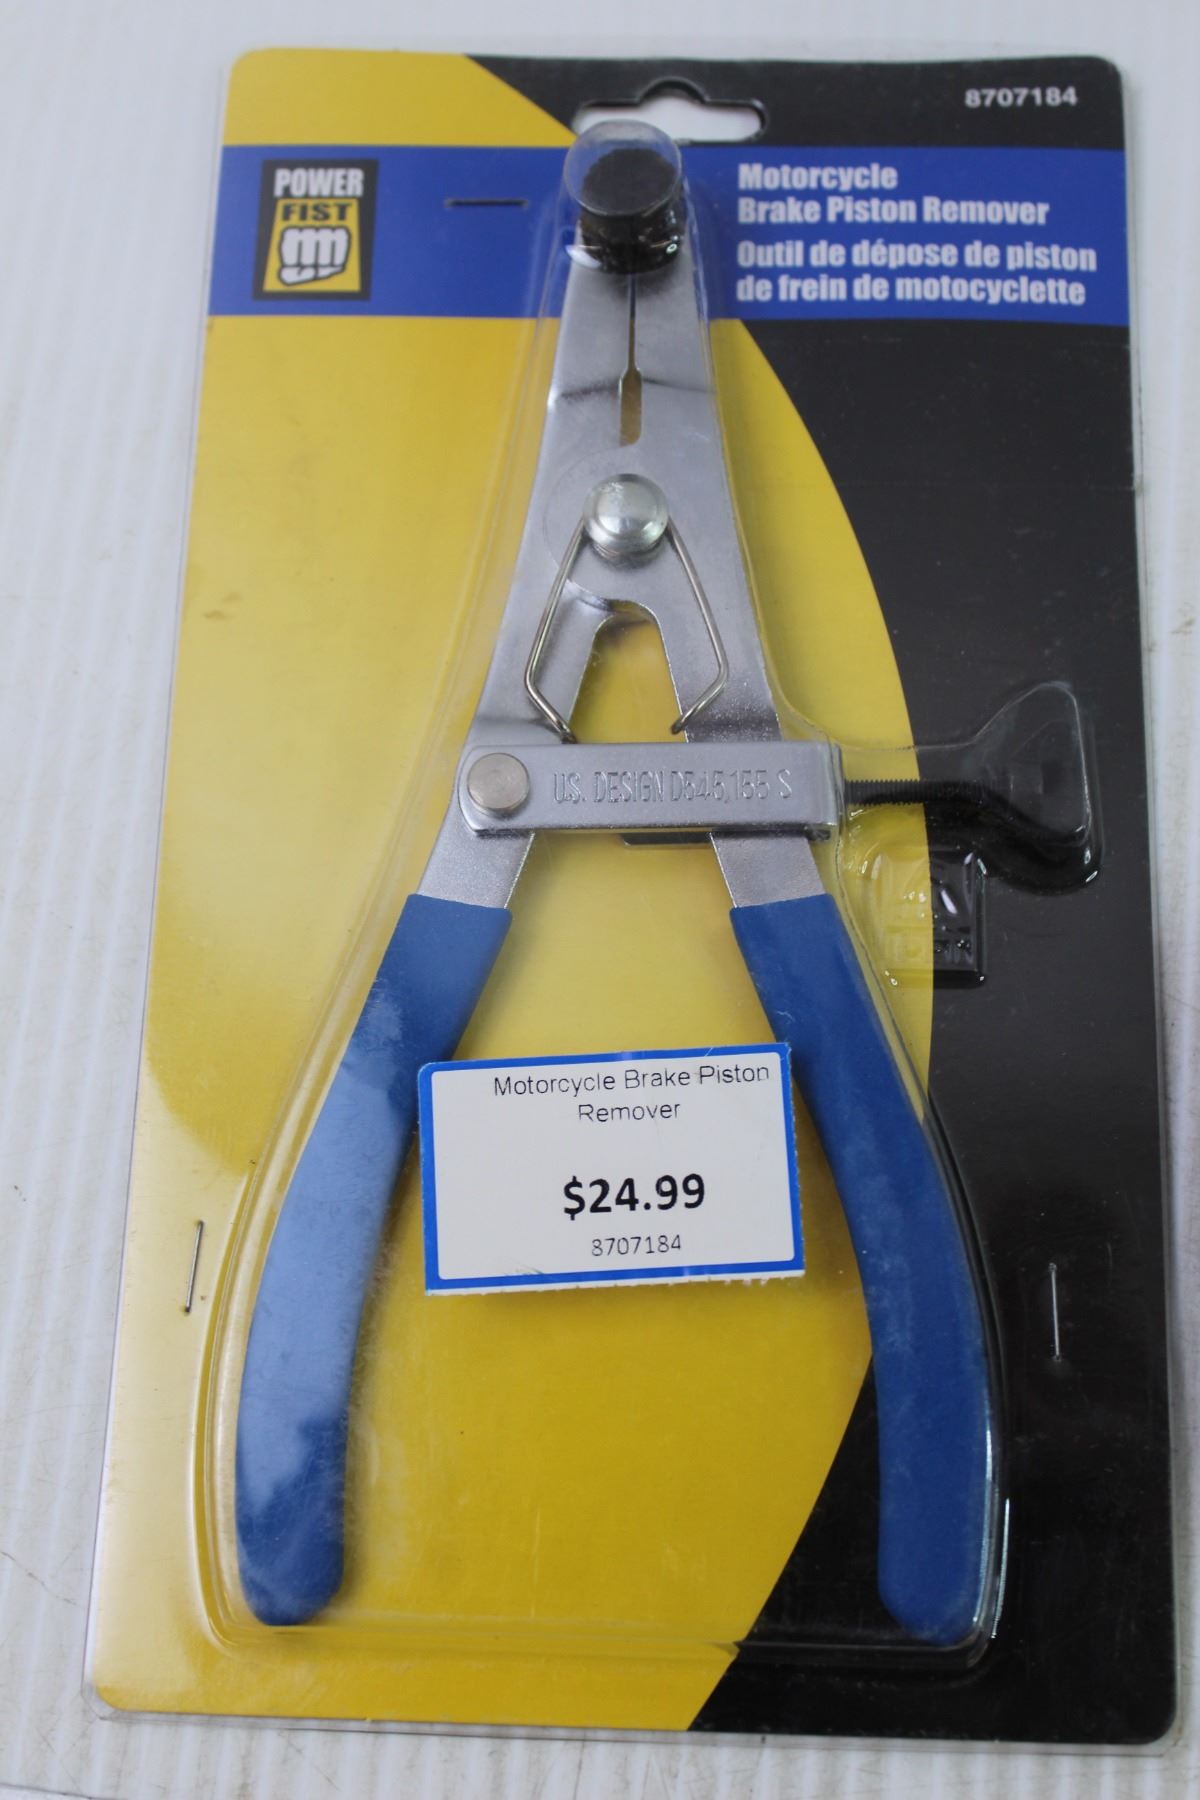 8707184
POWER
FIST
Motorcycle
Brake Piston Remover
Outil de dépose de piston
de frein de motocyclette
U.S. DESIGN D545,155 S
Motorcycle Brake Piston
Remover
$24.99
8707184